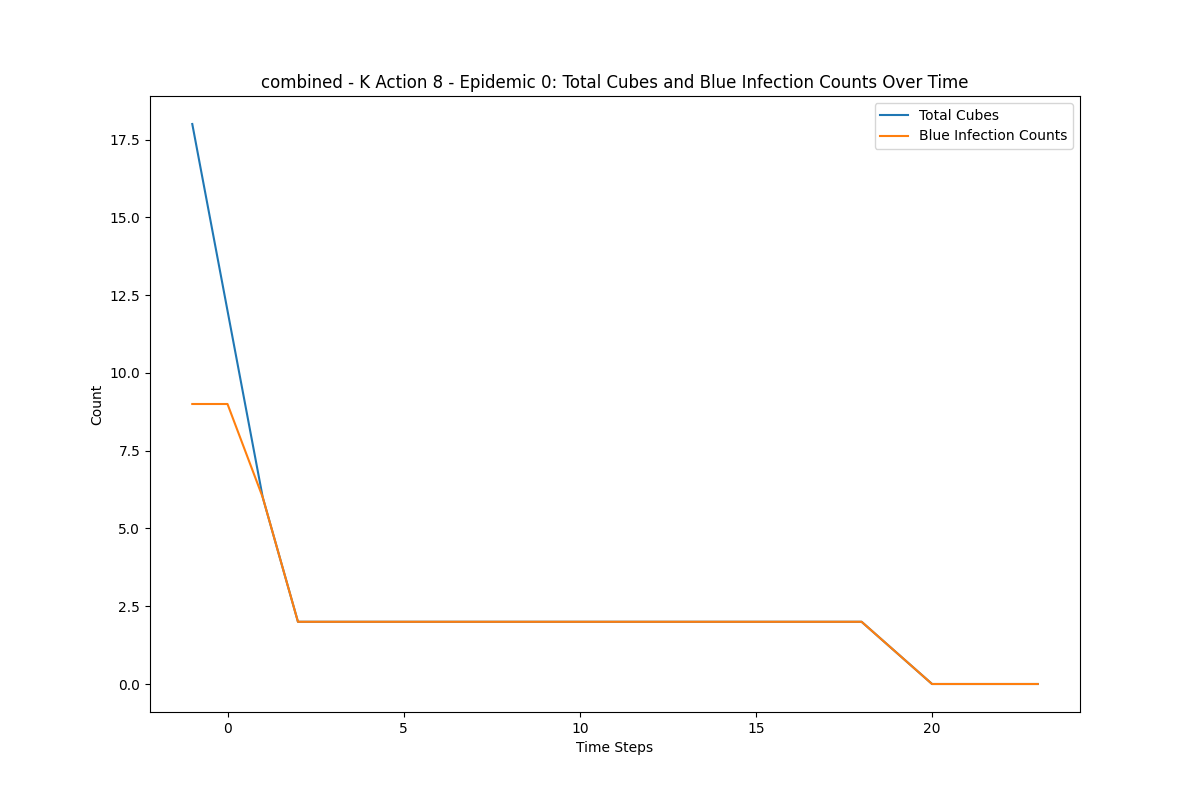 combined - K Action 8 - Epidemic 0: Total Cubes and Blue Infection Counts Over Time
Total Cubes
Blue Infection Counts
Count
17.5
15.0
12.5
10.0
7.5
5.0
2.5
0.0
0 5 10 15 20
Time Steps